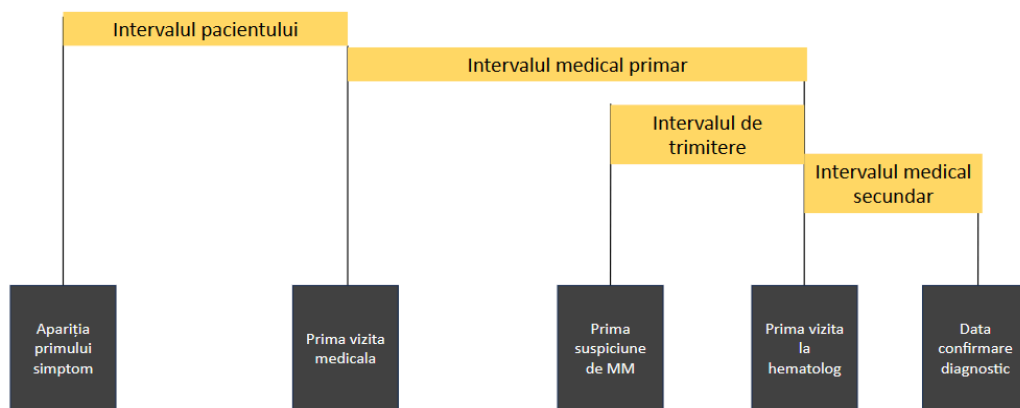 Intervalul pacientului
Intervalul medical primar
Intervalul de
trimitere
Intervalul medical
secundar
Apariția
primului
simptom
Prima vizita
medicala
Prima
suspiciune
de MM
Prima vizita
la
hematolog
Data
confirmare
diagnostic